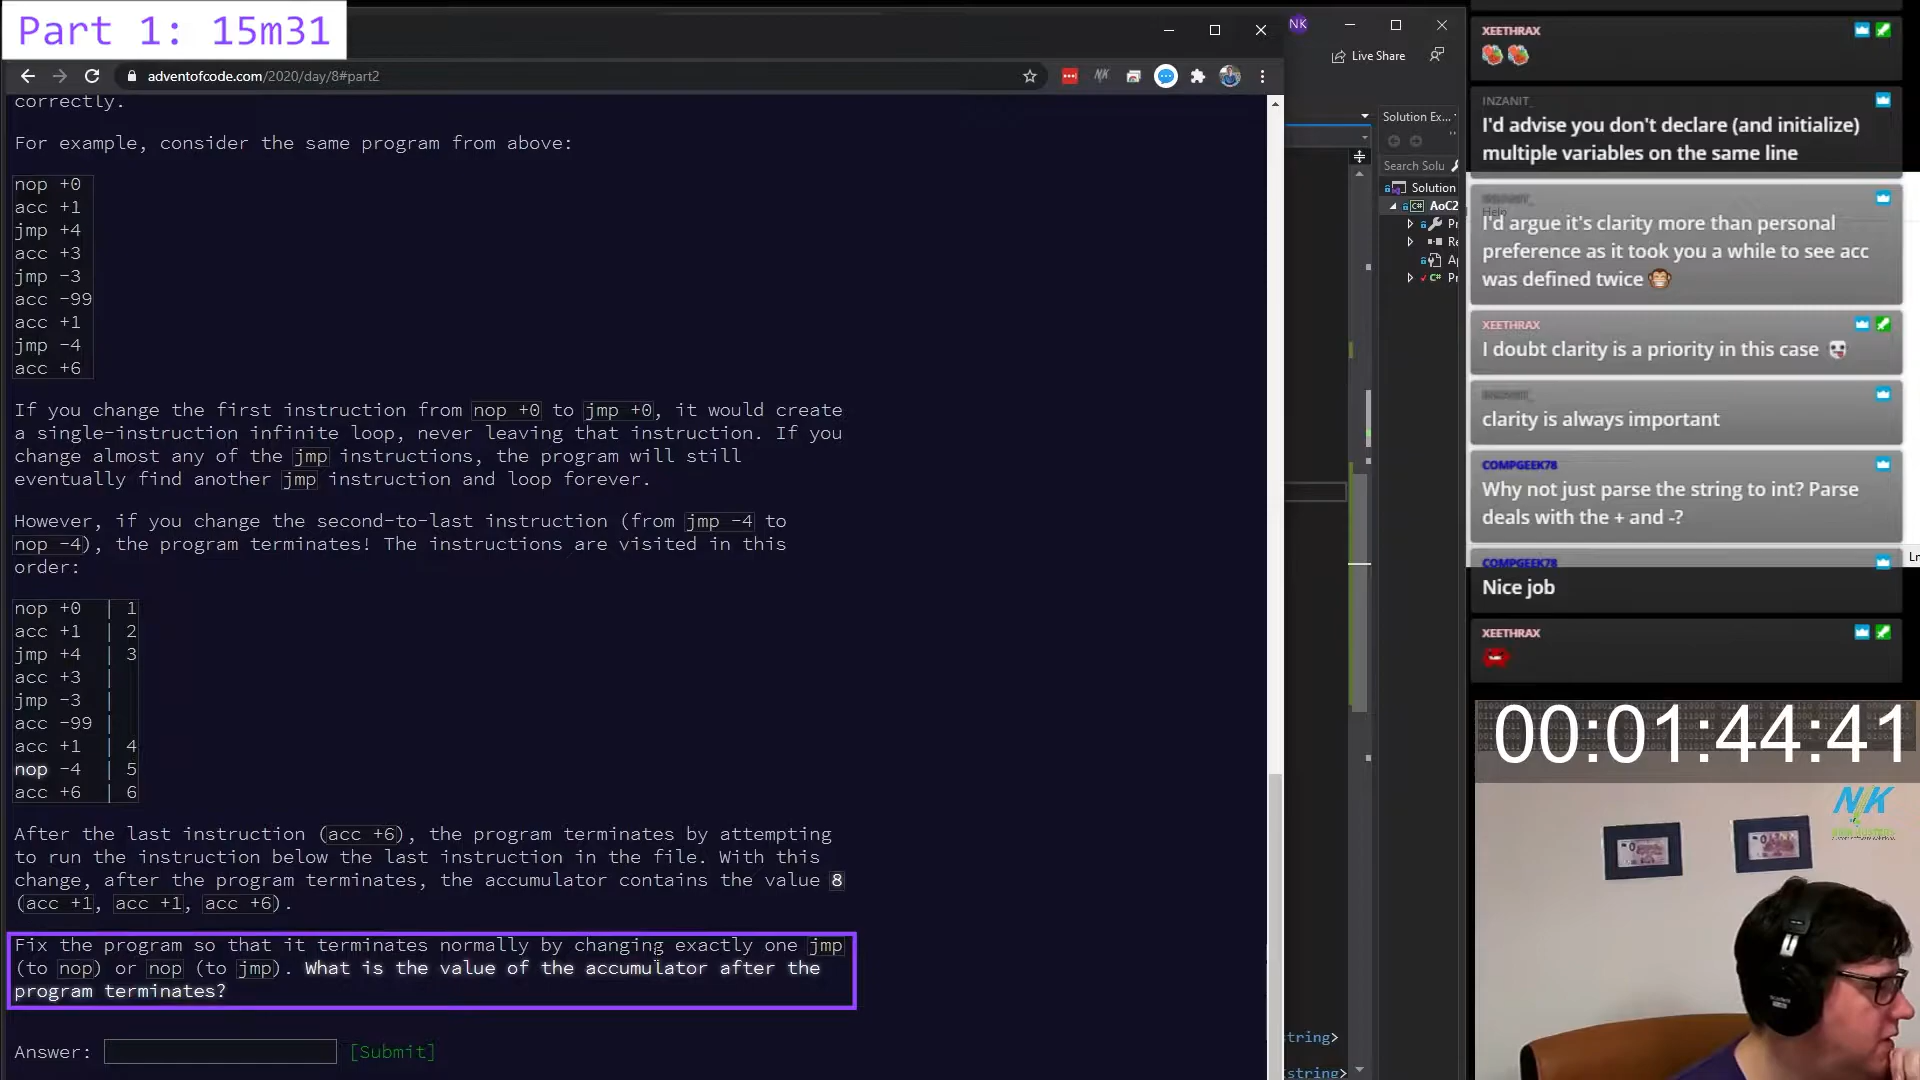 Part 1: 15m31
NK
Live Share
adventofcode.com/2020/day/8#part2
correctly.
For example, consider the same program from above:
nop +0
acc +1
jmp +4
acc +3
jmp -3
acc -99
acc +1
jmp -4
acc +6
If you change the first instruction from nop +0 to jmp +0, it would create
a single-instruction infinite loop, never leaving that instruction. If you
change almost any of the jmp instructions, the program will still
eventually find another jmp instruction and loop forever.
However, if you change the second-to-last instruction (from jmp -4 to
nop -4), the program terminates! The instructions are visited in this
order:
nop +0 | 1
acc +1 | 2
jmp +4 | 3
acc +3 |
jmp -3 |
acc -99 |
acc +1 | 4
nop -4 | 5
acc +6 | 6
After the last instruction (acc +6), the program terminates by attempting
to run the instruction below the last instruction in the file. With this
change, after the program terminates, the accumulator contains the value 8
(acc +1, acc +1, acc +6).
Fix the program so that it terminates normally by changing exactly one jmp
(to nop) or nop (to jmp). What is the value of the accumulator after the
program terminates?
Answer: [Submit]
Solution Ex...
Search Solu
Solution
AoC2
string>
string>
XEETHRAX
INZANIT_
I'd advise you don't declare (and initialize)
multiple variables on the same line
Help
I'd argue it's clarity more than personal
preference as it took you a while to see acc
was defined twice
XEETHRAX
I doubt clarity is a priority in this case
clarity is always important
COMPGEEK78
Why not just parse the string to int? Parse
deals with the + and -?
COMPGEEK78
Nice job
XEETHRAX
00:01:44:41
NK